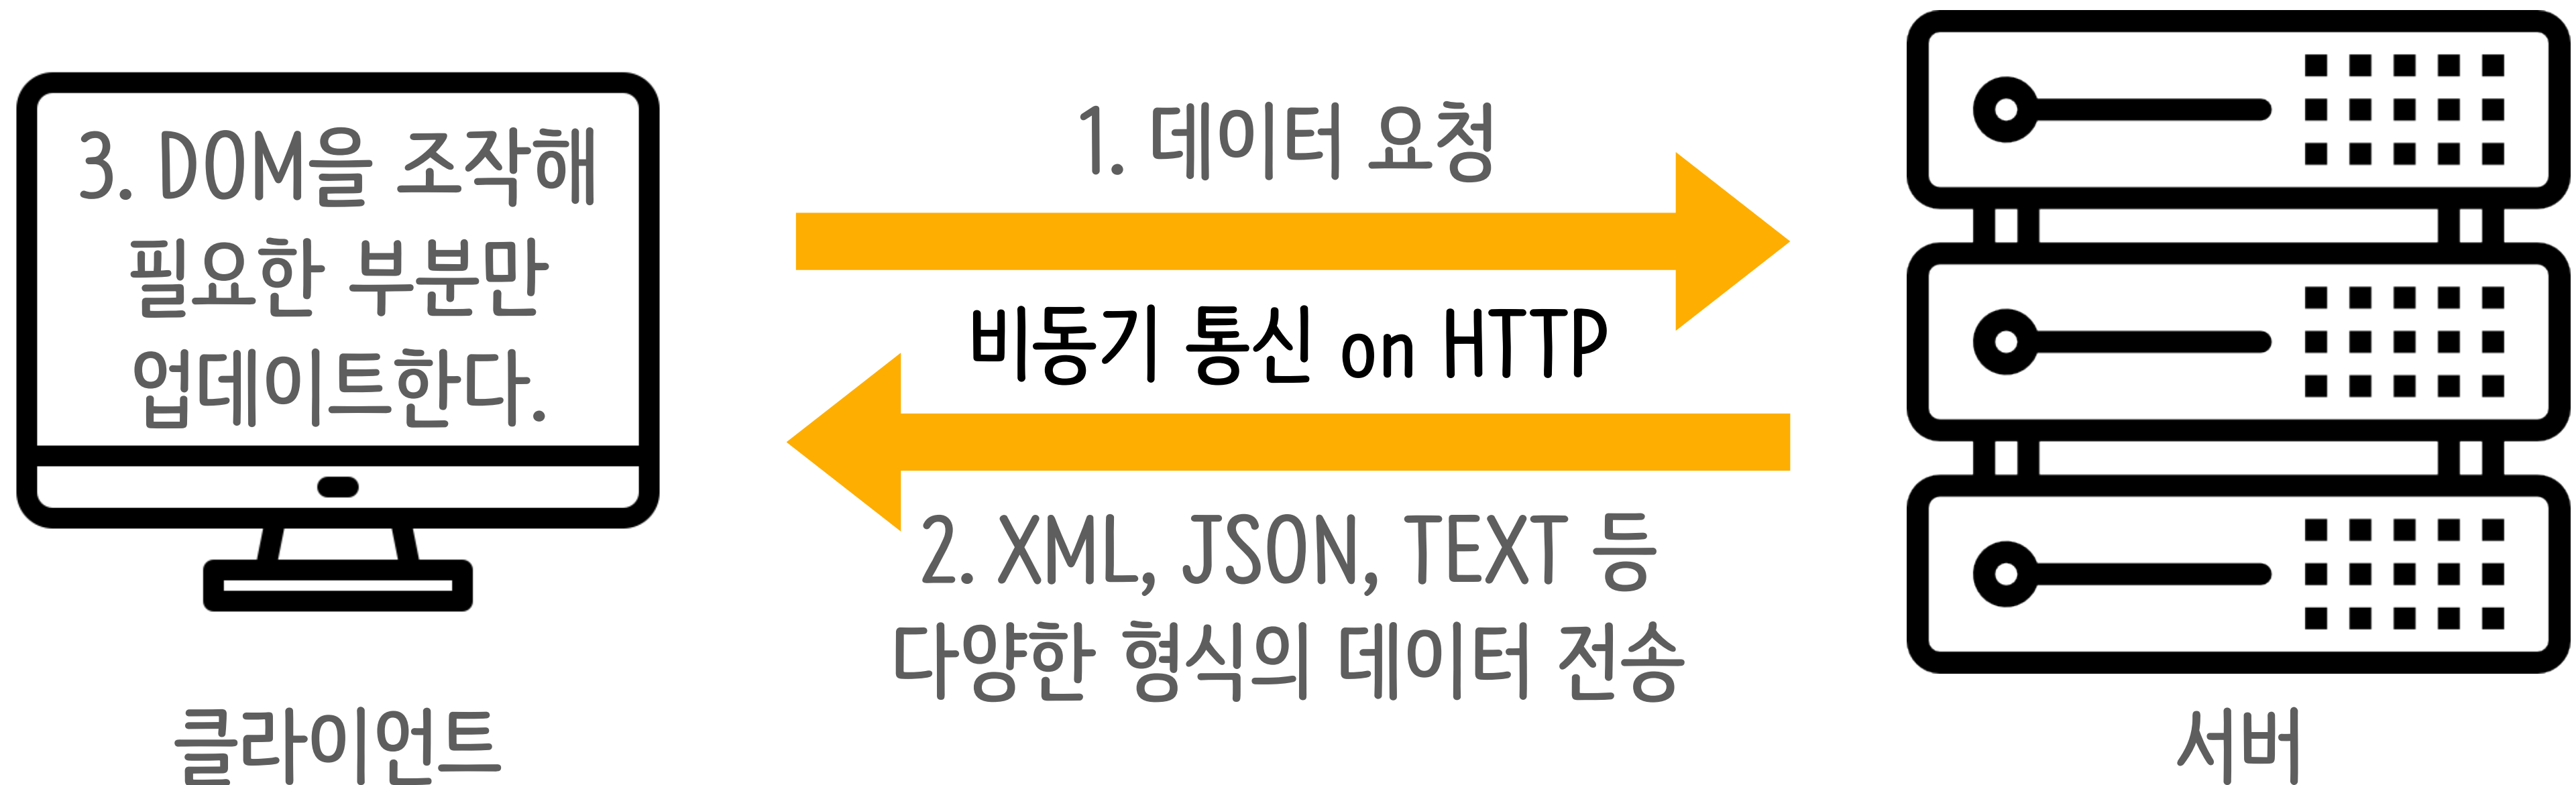 3. DOM을 조작해
필요한 부분만
업데이트한다.
클라이언트
1. 데이터 요청
비동기 통신 on HTTP
2. XML, JSON, TEXT 등
다양한 형식의 데이터 전송
서버